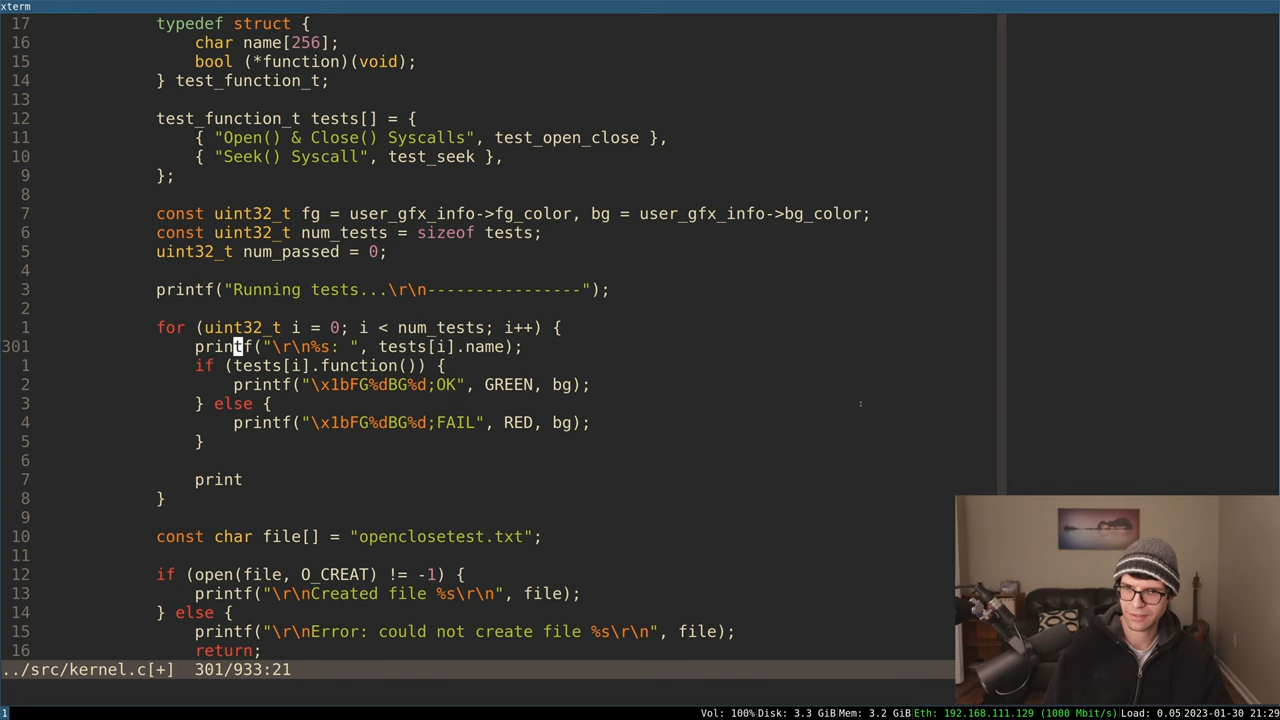 xterm
17 typedef struct {
16 char name[256];
15 bool (*function)(void);
14 } test_function_t;
13
12 test_function_t tests[] = {
11 { "Open() & Close() Syscalls", test_open_close },
10 { "Seek() Syscall", test_seek },
9 };
8
7 const uint32_t fg = user_gfx_info->fg_color, bg = user_gfx_info->bg_color;
6 const uint32_t num_tests = sizeof tests;
5 uint32_t num_passed = 0;
4
3 printf("Running tests...\r\n----------------");
2
1 for (uint32_t i = 0; i < num_tests; i++) {
301 printf("\r\n%s: ", tests[i].name);
1 if (tests[i].function()) {
2 printf("\x1bFG%dBG%d;OK", GREEN, bg);
3 } else {
4 printf("\x1bFG%dBG%d;FAIL", RED, bg);
5 }
6
7 print
8 }
9
10 const char file[] = "openclosetest.txt";
11
12 if (open(file, O_CREAT) != -1) {
13 printf("\r\nCreated file %s\r\n", file);
14 } else {
15 printf("\r\nError: could not create file %s\r\n", file);
16 return;
../src/kernel.c[+] 301/933:21
1 Vol: 100% Disk: 3.3 GiB Mem: 3.2 GiB Eth: 192.168.111.129 (1000 Mbit/s) Load: 0.05 2023-01-30 21:29